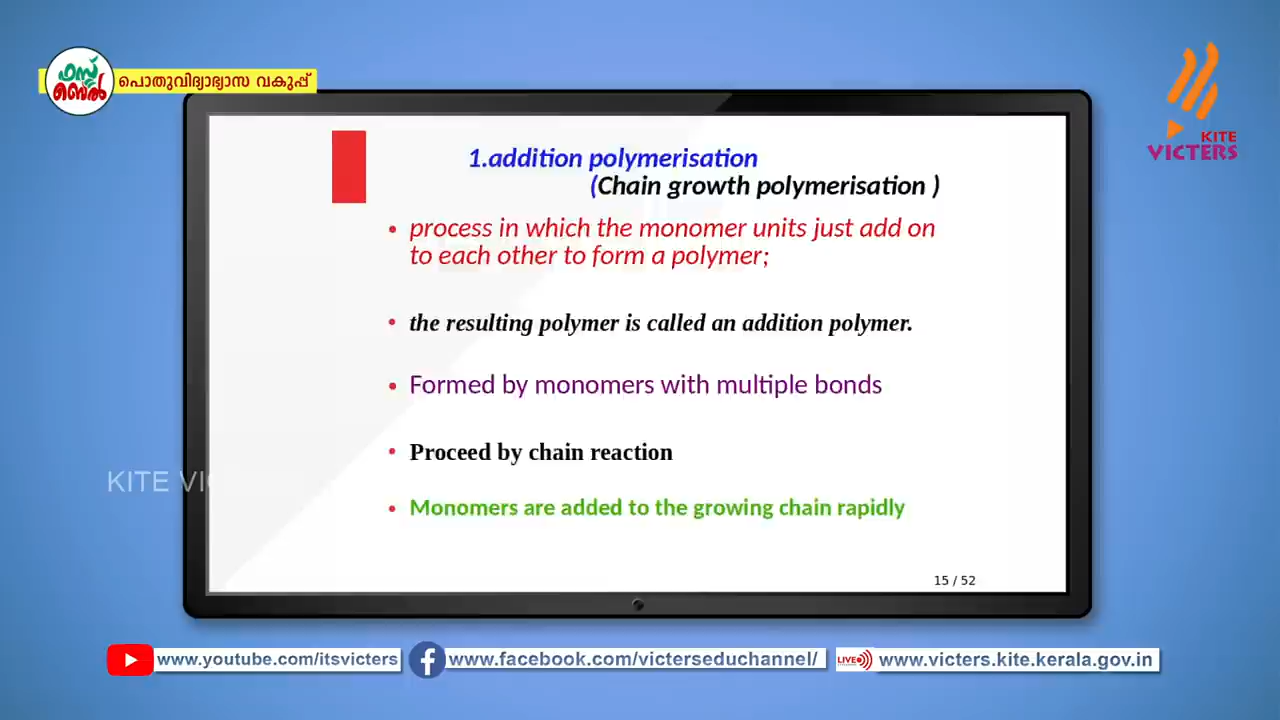 ഫസ്റ്റ്
ബെൽ
പൊതുവിദ്യാഭ്യാസ വകുപ്പ്
KITE
VICTERS
1.addition polymerisation
(Chain growth polymerisation )
• process in which the monomer units just add on
to each other to form a polymer;
• the resulting polymer is called an addition polymer.
• Formed by monomers with multiple bonds
• Proceed by chain reaction
KITE VIC
• Monomers are added to the growing chain rapidly
15 / 52
www.youtube.com/itsvicters
www.facebook.com/victerseduchannel/
LIVE
www.victers.kite.kerala.gov.in